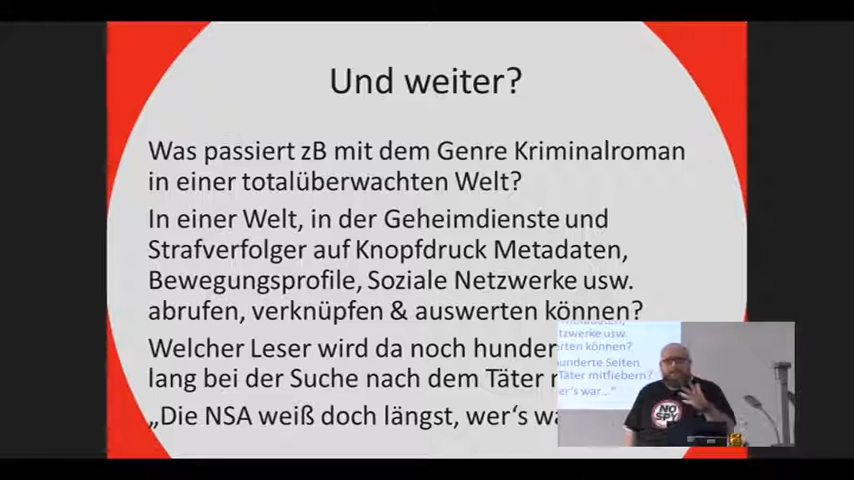 Und weiter?
Was passiert zB mit dem Genre Kriminalroman
in einer totalüberwachten Welt?
In einer Welt, in der Geheimdienste und
Strafverfolger auf Knopfdruck Metadaten,
Bewegungsprofile, Soziale Netzwerke usw.
abrufen, verknüpfen & auswerten können?
Welcher Leser wird da noch hunder
lang bei der Suche nach dem Täter
„Die NSA weiß doch längst, wer‘s wa
tzwerke usw.
rten können?
underte Seiten
Täter mitfiebern?
er‘s war...“
NO
SPY